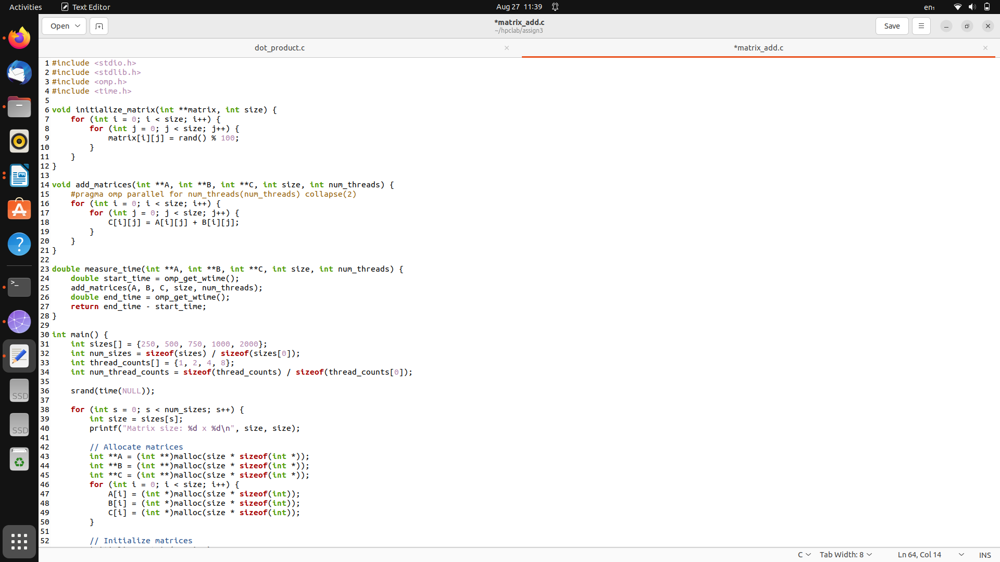 Activities
Text Editor
Aug 27 11:39
en₁
Open
*matrix_add.c
~/hpclab/assign3
Save
dot_product.c
*matrix_add.c
1 #include <stdio.h>
2 #include <stdlib.h>
3 #include <omp.h>
4 #include <time.h>
5
6 void initialize_matrix(int **matrix, int size) {
7     for (int i = 0; i < size; i++) {
8         for (int j = 0; j < size; j++) {
9             matrix[i][j] = rand() % 100;
10         }
11     }
12 }
13
14 void add_matrices(int **A, int **B, int **C, int size, int num_threads) {
15     #pragma omp parallel for num_threads(num_threads) collapse(2)
16     for (int i = 0; i < size; i++) {
17         for (int j = 0; j < size; j++) {
18             C[i][j] = A[i][j] + B[i][j];
19         }
20     }
21 }
22
23 double measure_time(int **A, int **B, int **C, int size, int num_threads) {
24     double start_time = omp_get_wtime();
25     add_matrices(A, B, C, size, num_threads);
26     double end_time = omp_get_wtime();
27     return end_time - start_time;
28 }
29
30 int main() {
31     int sizes[] = {250, 500, 750, 1000, 2000};
32     int num_sizes = sizeof(sizes) / sizeof(sizes[0]);
33     int thread_counts[] = {1, 2, 4, 8};
34     int num_thread_counts = sizeof(thread_counts) / sizeof(thread_counts[0]);
35
36     srand(time(NULL));
37
38     for (int s = 0; s < num_sizes; s++) {
39         int size = sizes[s];
40         printf("Matrix size: %d x %d\n", size, size);
41
42         // Allocate matrices
43         int **A = (int **)malloc(size * sizeof(int *));
44         int **B = (int **)malloc(size * sizeof(int *));
45         int **C = (int **)malloc(size * sizeof(int *));
46         for (int i = 0; i < size; i++) {
47             A[i] = (int *)malloc(size * sizeof(int));
48             B[i] = (int *)malloc(size * sizeof(int));
49             C[i] = (int *)malloc(size * sizeof(int));
50         }
51
52         // Initialize matrices
SSD
SSD
C
Tab Width: 8
Ln 64, Col 14
INS